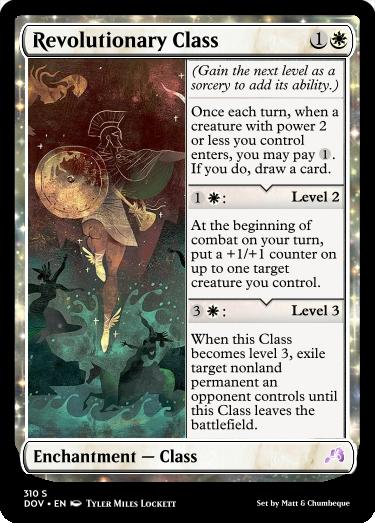 Revolutionary Class 1
(Gain the next level as a
sorcery to add its ability.)
Once each turn, when a
creature with power 2
or less you control
enters, you may pay 1.
If you do, draw a card.
1 : Level 2
At the beginning of
combat on your turn,
put a +1/+1 counter on
up to one target
creature you control.
3 : Level 3
When this Class
becomes level 3, exile
target nonland
permanent an
opponent controls until
this Class leaves the
battlefield.
Enchantment — Class
310 S
DOV • EN Tyler Miles Lockett
Set by Matt & Chumbeque